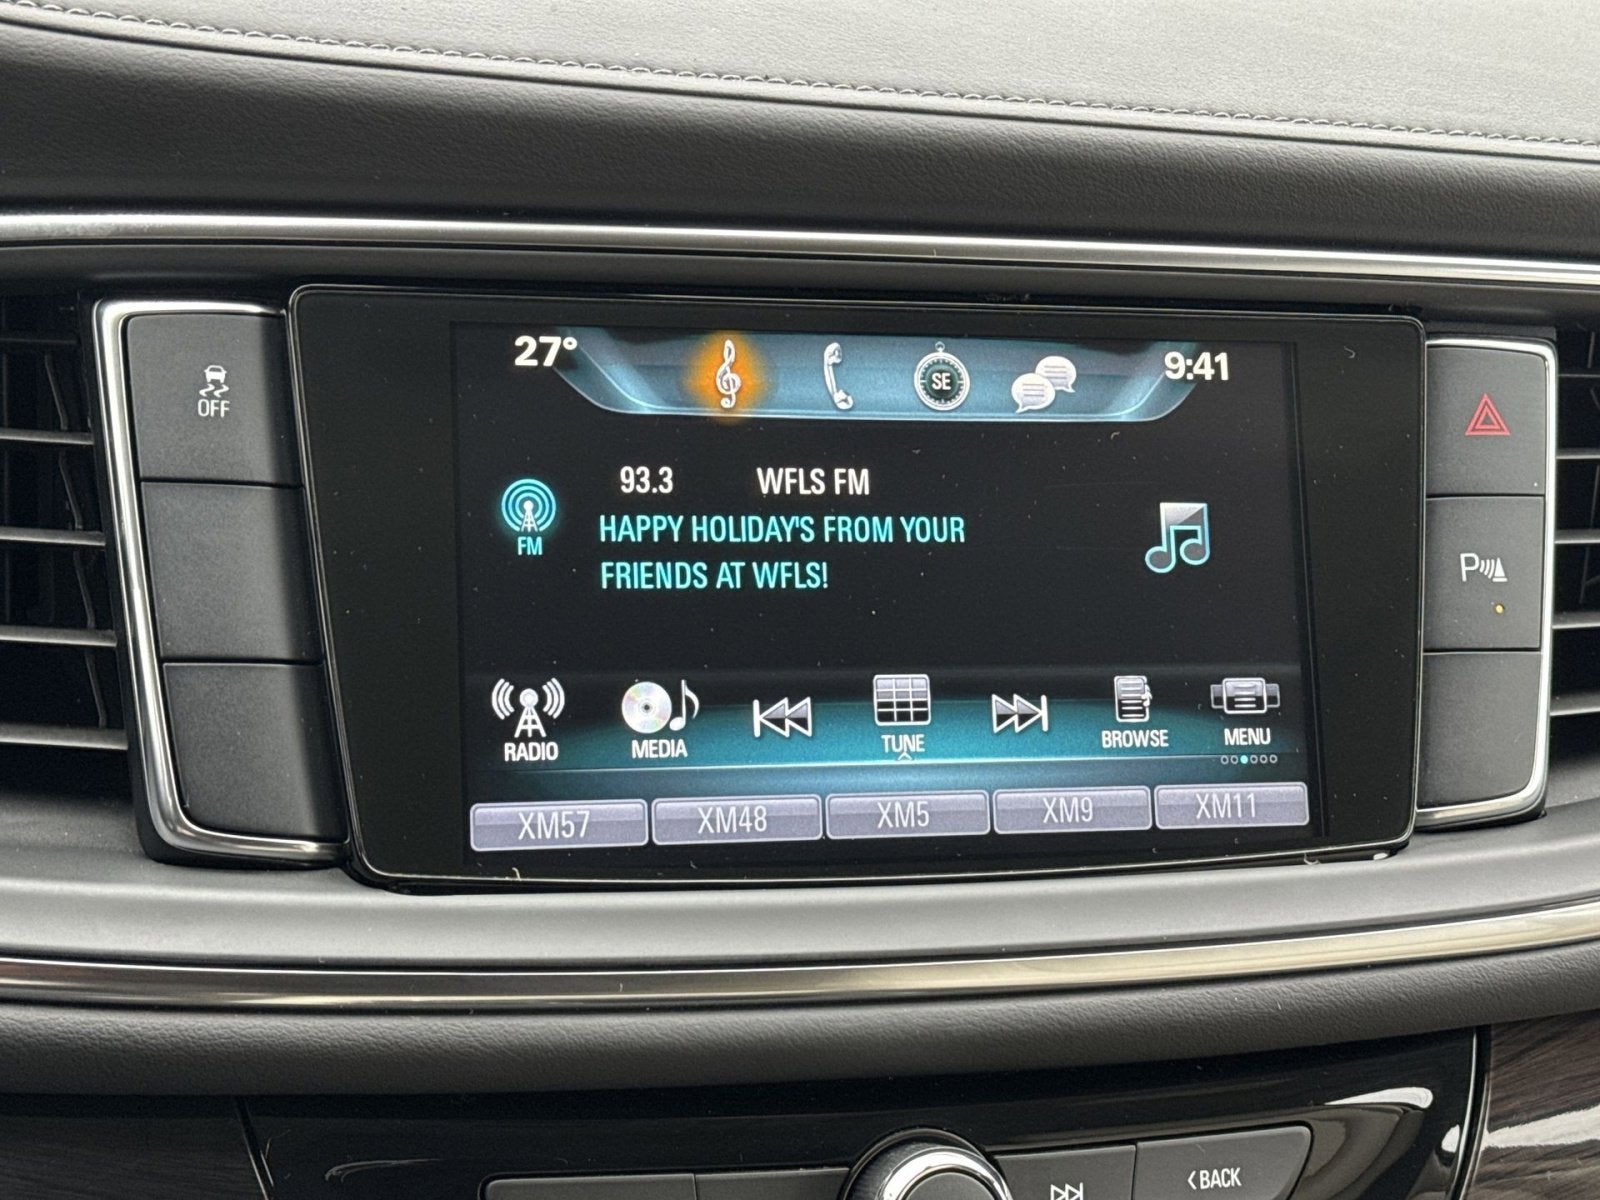 OFF
27° SE 9:41
93.3 WFLS FM
FM
HAPPY HOLIDAY'S FROM YOUR
FRIENDS AT WFLS!
P
RADIO MEDIA TUNE BROWSE MENU
XM57 XM48 XM5 XM9 XM11
BACK